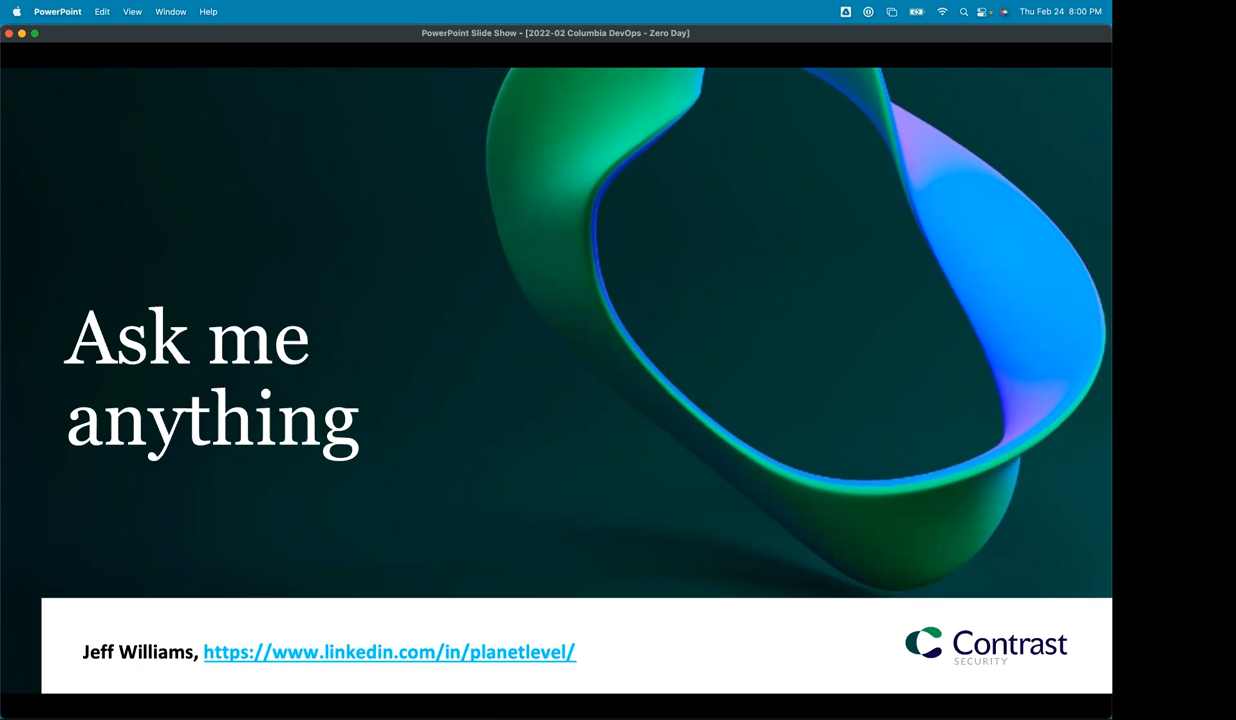 PowerPoint Edit View Window Help Thu Feb 24 8:00 PM
PowerPoint Slide Show - [2022-02 Columbia DevOps - Zero Day]
Ask me
anything
Jeff Williams, https://www.linkedin.com/in/planetlevel/
Contrast
SECURITY